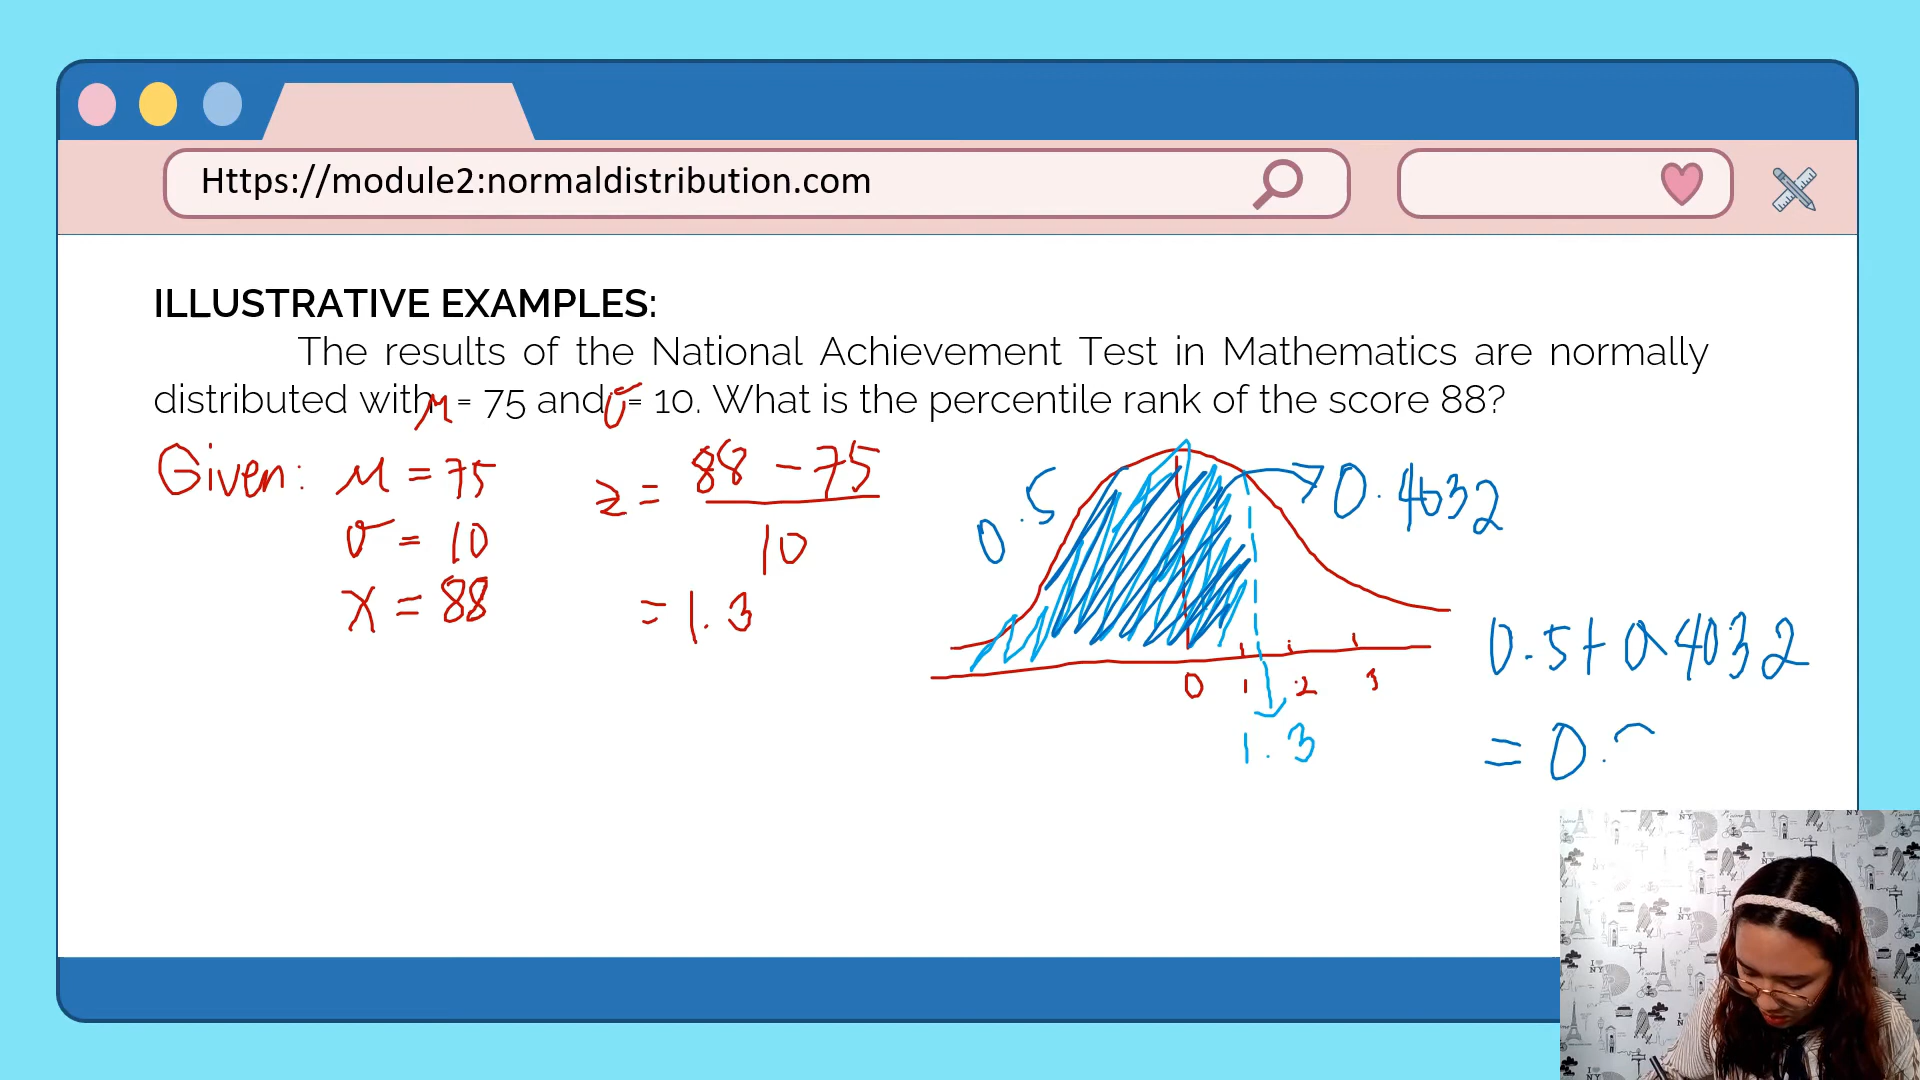 Https://module2:normaldistribution.com
ILLUSTRATIVE EXAMPLES:
The results of the National Achievement Test in Mathematics are normally
distributed with μ = 75 and σ = 10. What is the percentile rank of the score 88?
Given: μ = 75
σ = 10
x = 88
z = 88 - 75
10
= 1.3
0.5
0.4032
0 1 2 3
1.3
0.5 + 0.4032
= 0.